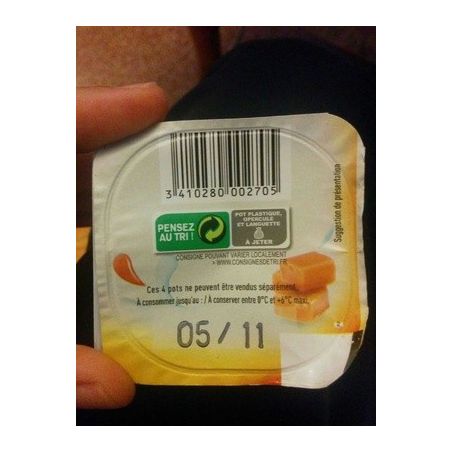 3 410280 002705
PENSEZ
AU TRI !
POT PLASTIQUE,
OPERCULE
ET LANGUETTE
À JETER
CONSIGNE POUVANT VARIER LOCALEMENT
> WWW.CONSIGNESDETRI.FR
Suggestion de présentation
Ces 4 pots ne peuvent être vendus séparément.
À consommer jusqu'au : / À conserver entre 0°C et +6°C maxi.
05/11